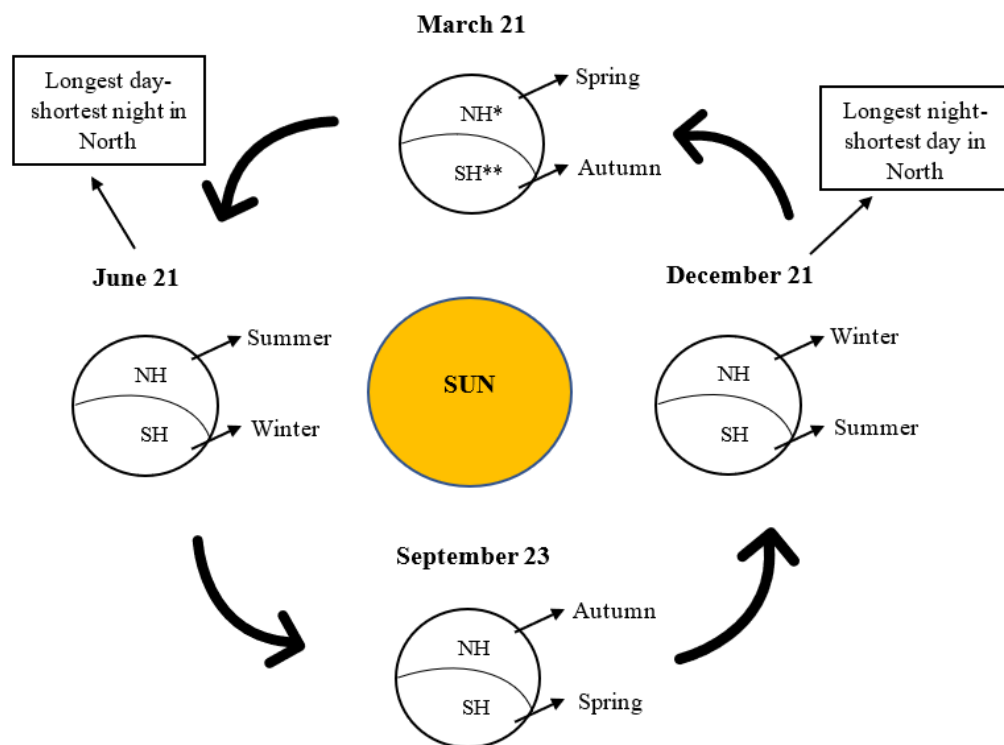 March 21
Longest day-
shortest night in
North
Spring
NH*
SH**
Autumn
Longest night-
shortest day in
North
June 21
December 21
Summer
NH
SH
Winter
SUN
Winter
NH
SH
Summer
September 23
Autumn
NH
SH
Spring